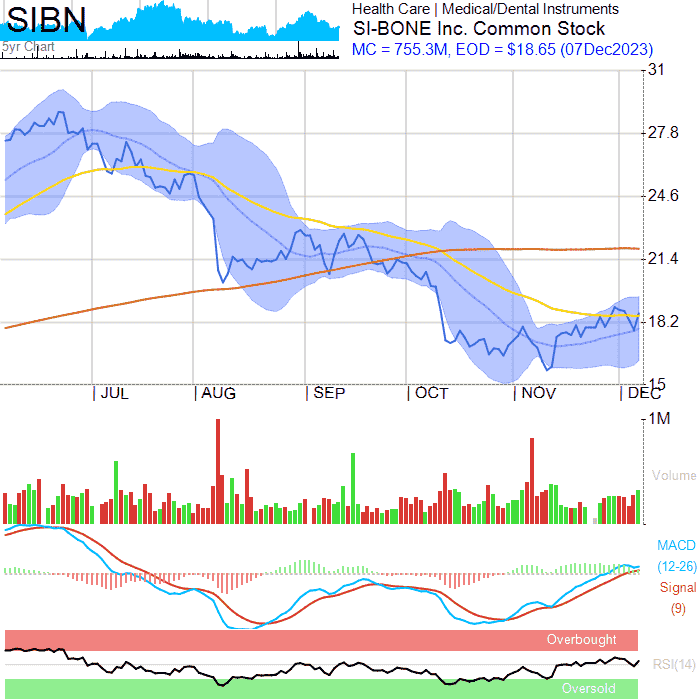 SIBN
5yr Chart
Health Care | Medical/Dental Instruments
SI-BONE Inc. Common Stock
MC = 755.3M, EOD = $18.65 (07Dec2023)
31
27.8
24.6
21.4
18.2
15
JUL AUG SEP OCT NOV DEC
1M
Volume
MACD
(12-26)
Signal
(9)
Overbought
RSI(14)
Oversold